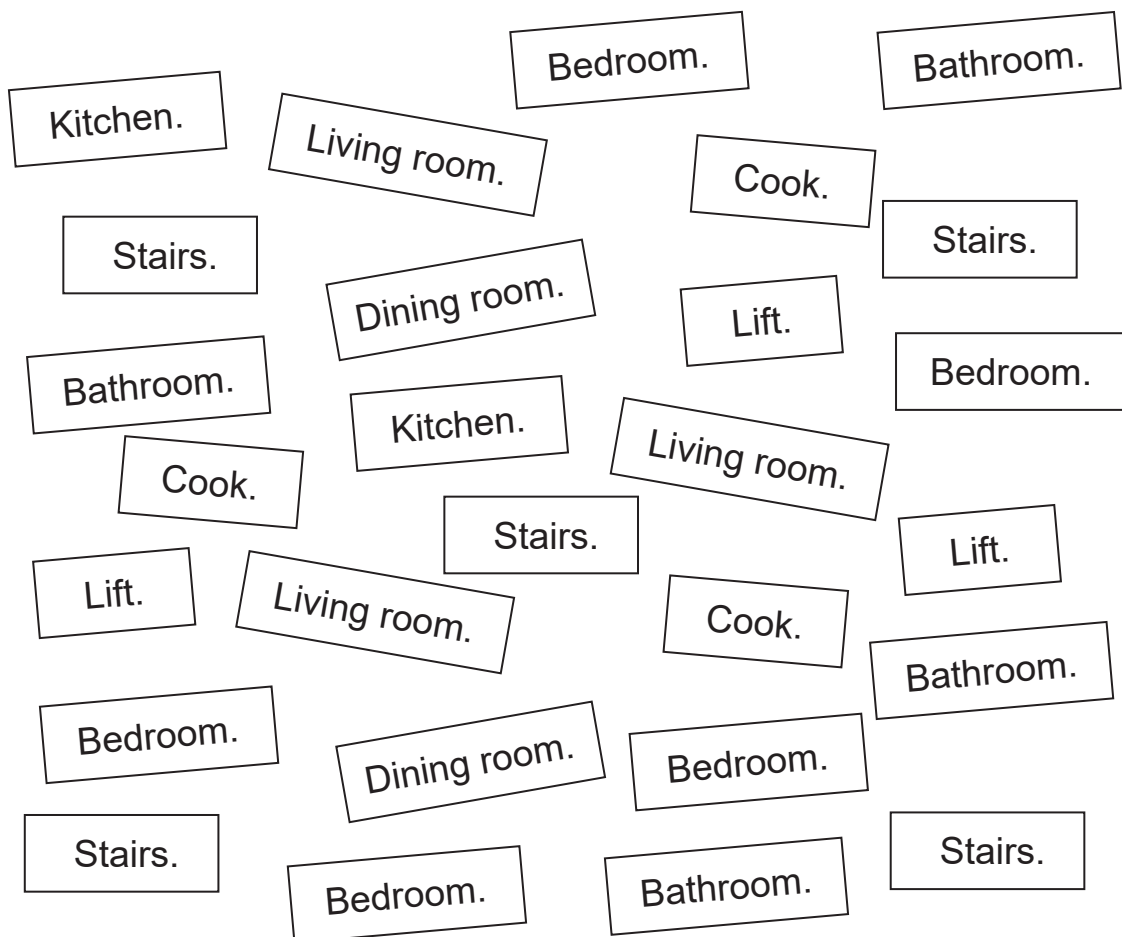 Bedroom.
Bathroom.
Kitchen.
Living room.
Cook.
Stairs.
Stairs.
Dining room.
Lift.
Bathroom.
Bedroom.
Kitchen.
Living room.
Cook.
Stairs.
Lift.
Lift.
Living room.
Cook.
Bathroom.
Bedroom.
Dining room.
Bedroom.
Stairs.
Stairs.
Bedroom.
Bathroom.